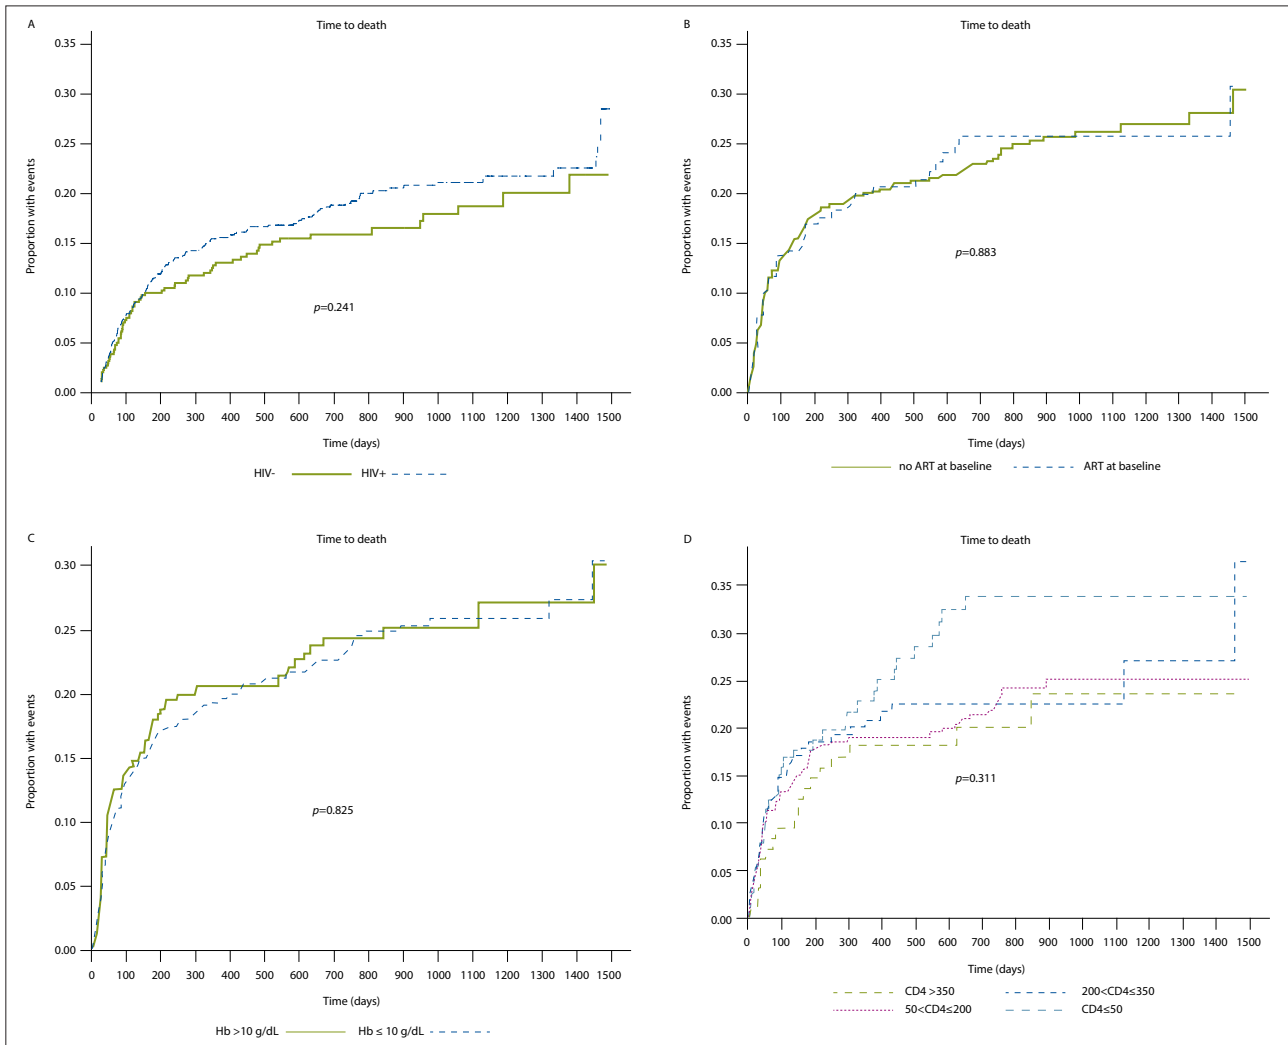 A
Time to death
Proportion with events
0.35
0.30
0.25
0.20
0.15
0.10
0.05
0.00
p=0.241
0 100 200 300 400 500 600 700 800 900 1000 1100 1200 1300 1400 1500
Time (days)
HIV- HIV+
B
Time to death
Proportion with events
0.35
0.30
0.25
0.20
0.15
0.10
0.05
0.00
p=0.883
0 100 200 300 400 500 600 700 800 900 1000 1100 1200 1300 1400 1500
Time (days)
no ART at baseline ART at baseline
C
Time to death
Proportion with events
0.30
0.25
0.20
0.15
0.10
0.05
0.00
p=0.825
0 100 200 300 400 500 600 700 800 900 1000 1100 1200 1300 1400 1500
Time (days)
Hb >10 g/dL Hb ≤ 10 g/dL
D
Time to death
Proportion with events
0.35
0.30
0.25
0.20
0.15
0.10
0.05
0.00
p=0.311
0 100 200 300 400 500 600 700 800 900 1000 1100 1200 1300 1400 1500
Time (days)
CD4 >350 200<CD4≤350
50<CD4≤200 CD4≤50